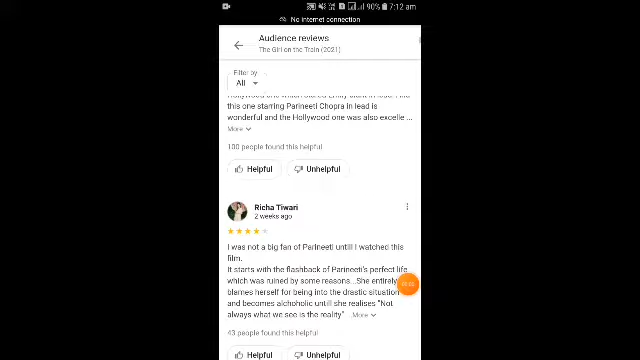 90% 7:12 am
No internet connection
Audience reviews
The Girl on the Train (2021)
Filter by
All
this one starring Parineeti Chopra in lead is
wonderful and the Hollywood one was also excelle ...
More
100 people found this helpful
Helpful Unhelpful
Richa Tiwari
2 weeks ago
I was not a big fan of Parineeti untill I watched this
film.
It starts with the flashback of Parineeti's perfect life
which was ruined by some reasons...She entirely
blames herself for being into the drastic situation
and becomes alchoholic untill she realises "Not
always what we see is the reality" More
43 people found this helpful
Helpful Unhelpful